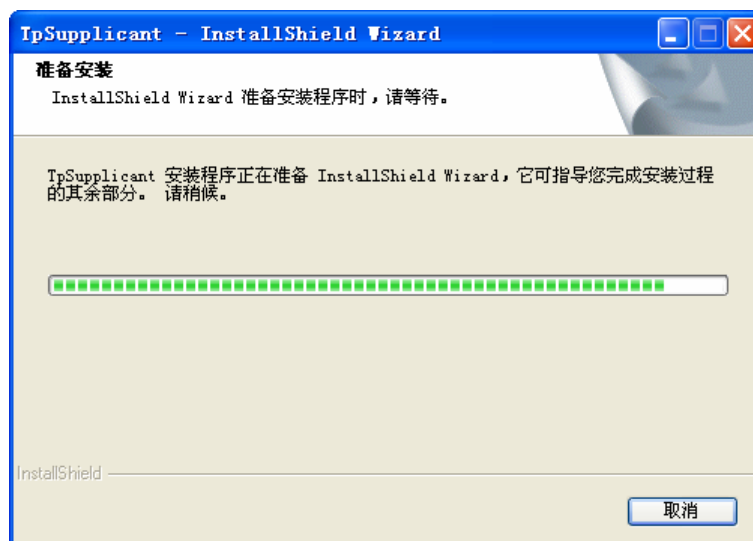 TpSupplicant - InstallShield Wizard
准备安装
InstallShield Wizard 准备安装程序时，请等待。
TpSupplicant 安装程序正在准备 InstallShield Wizard，它可指导您完成安装过程
的其余部分。 请稍候。
InstallShield
取消